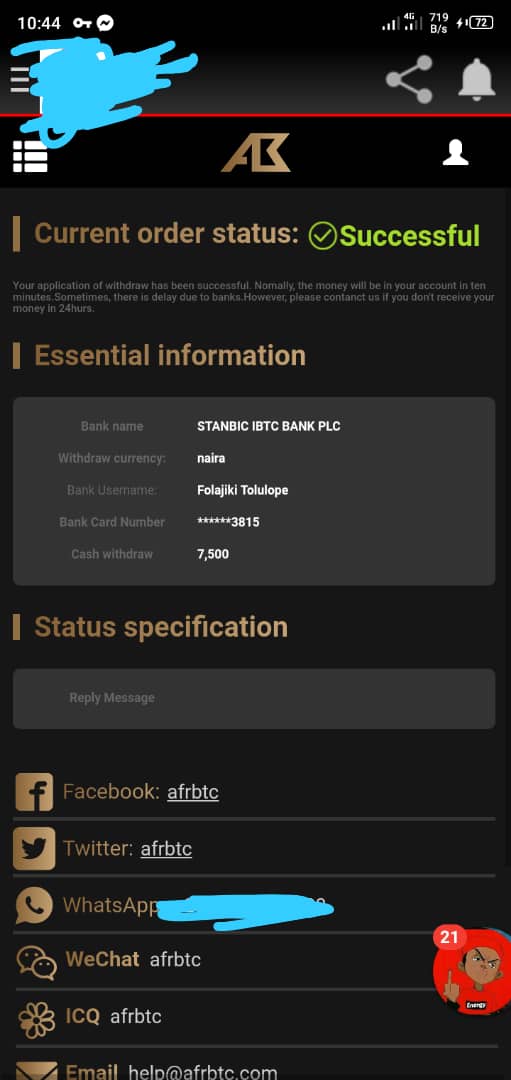 10:44
4G
719
B/s
72
AB
Current order status: Successful
Your application of withdraw has been successful. Nomally, the money will be in your account in ten
minutes.Sometimes, there is delay due to banks.However, please contanct us if you don't receive your
money in 24hurs.
Essential information
Bank name STANBIC IBTC BANK PLC
Withdraw currency: naira
Bank Username: Folajiki Tolulope
Bank Card Number ******3815
Cash withdraw 7,500
Status specification
Reply Message
Facebook: afrbtc
Twitter: afrbtc
WhatsApp
21
WeChat afrbtc
Energy
ICQ afrbtc
Email help@afrbtc.com